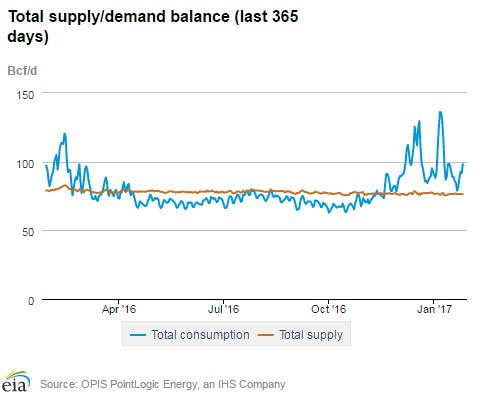 Total supply/demand balance (last 365
days)
Bcf/d
150
100
50
0
Apr '16 Jul '16 Oct '16 Jan '17
Total consumption Total supply
eia Source: OPIS PointLogic Energy, an IHS Company